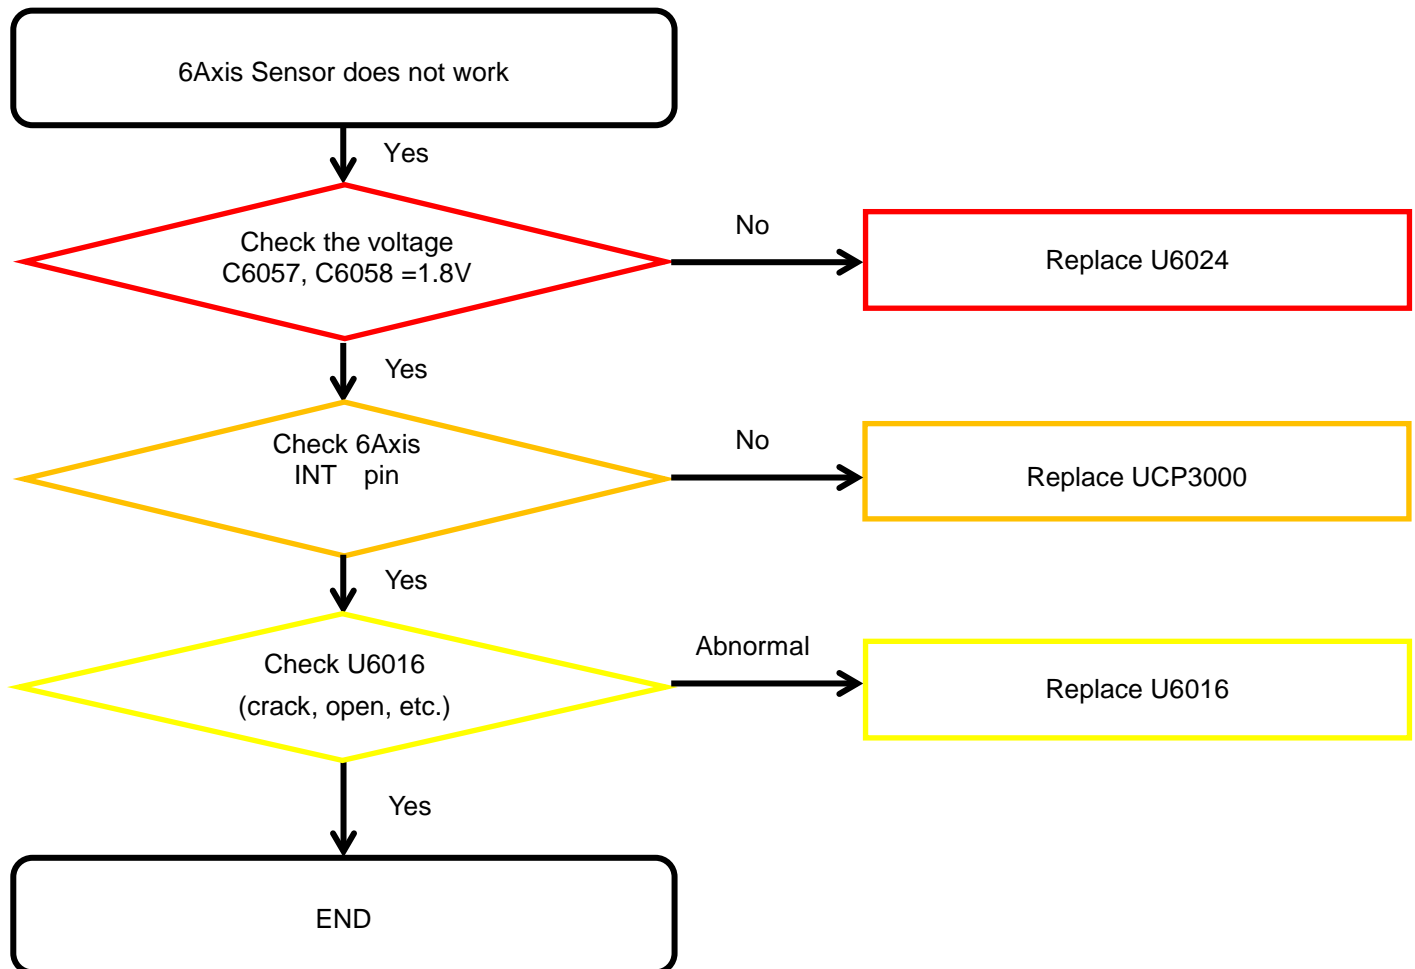 6Axis Sensor does not work
Yes
Check the voltage
C6057, C6058 =1.8V
No
Replace U6024
Yes
Check 6Axis
INT pin
No
Replace UCP3000
Yes
Check U6016
(crack, open, etc.)
Abnormal
Replace U6016
Yes
END